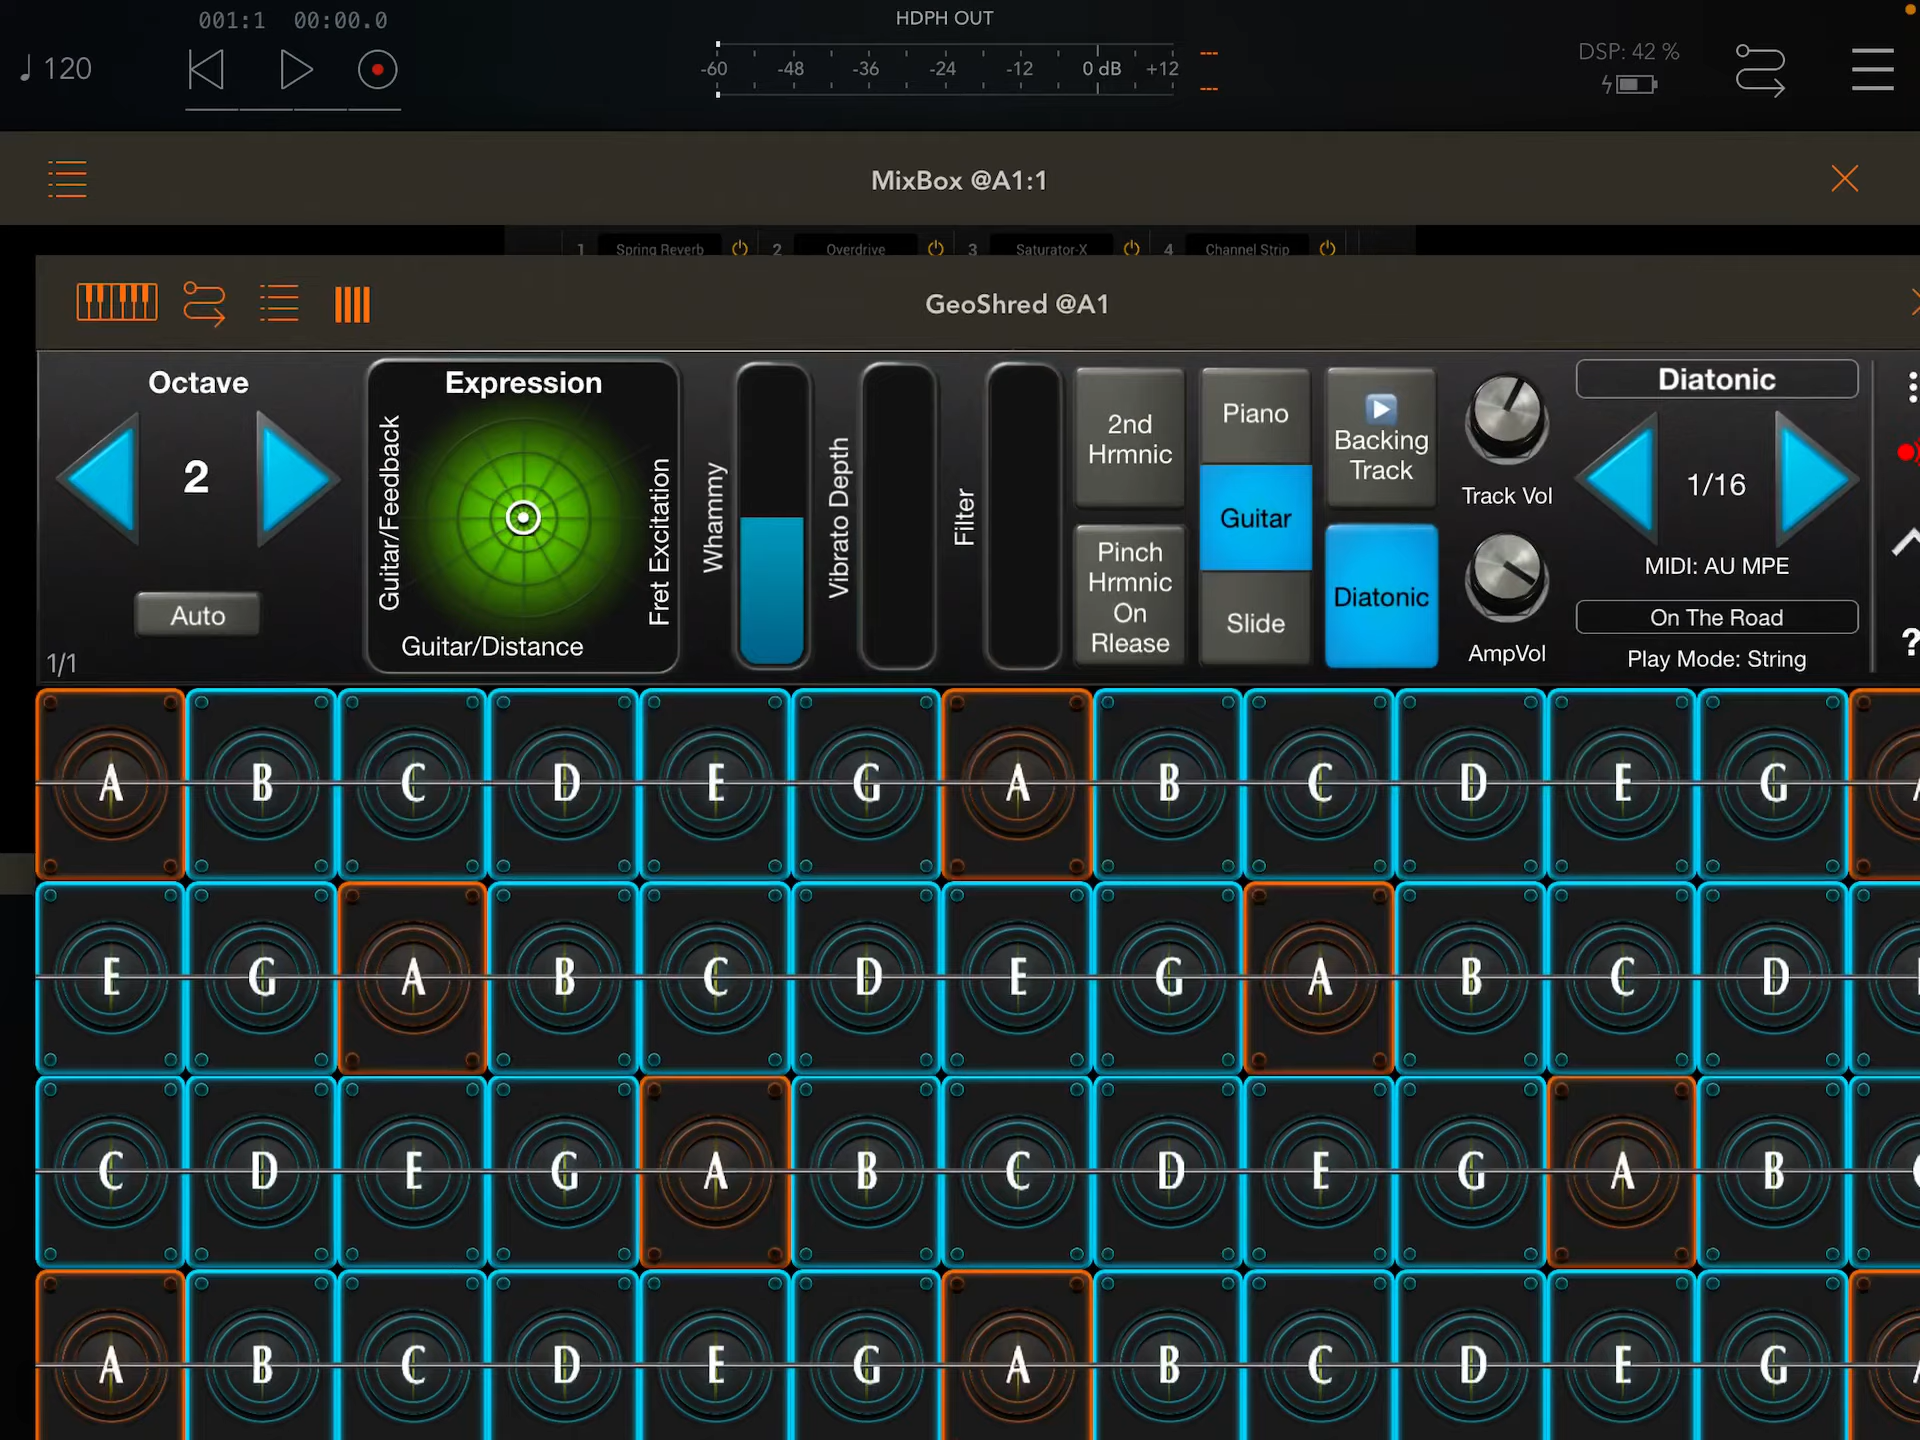 001:1 00:00.0
HDPH OUT
120
-60 -48 -36 -24 -12 0 dB +12
---
---
DSP: 42 %
MixBox @A1:1
1 Spring Reverb 2 Overdrive 3 Saturator-X 4 Channel Strip
GeoShred @A1
Octave
2
Auto
1/1
Expression
Guitar/Feedback
Fret Excitation
Guitar/Distance
Whammy
Vibrato Depth
Filter
2nd
Hrmnic
Pinch
Hrmnic
On
Rlease
Piano
Guitar
Slide
Backing
Track
Diatonic
Track Vol
AmpVol
Diatonic
1/16
MIDI: AU MPE
On The Road
Play Mode: String
?
A B C D E G A B C D E G
E G A B C D E G A B C D
C D E G A B C D E G A B
A B C D E G A B C D E G